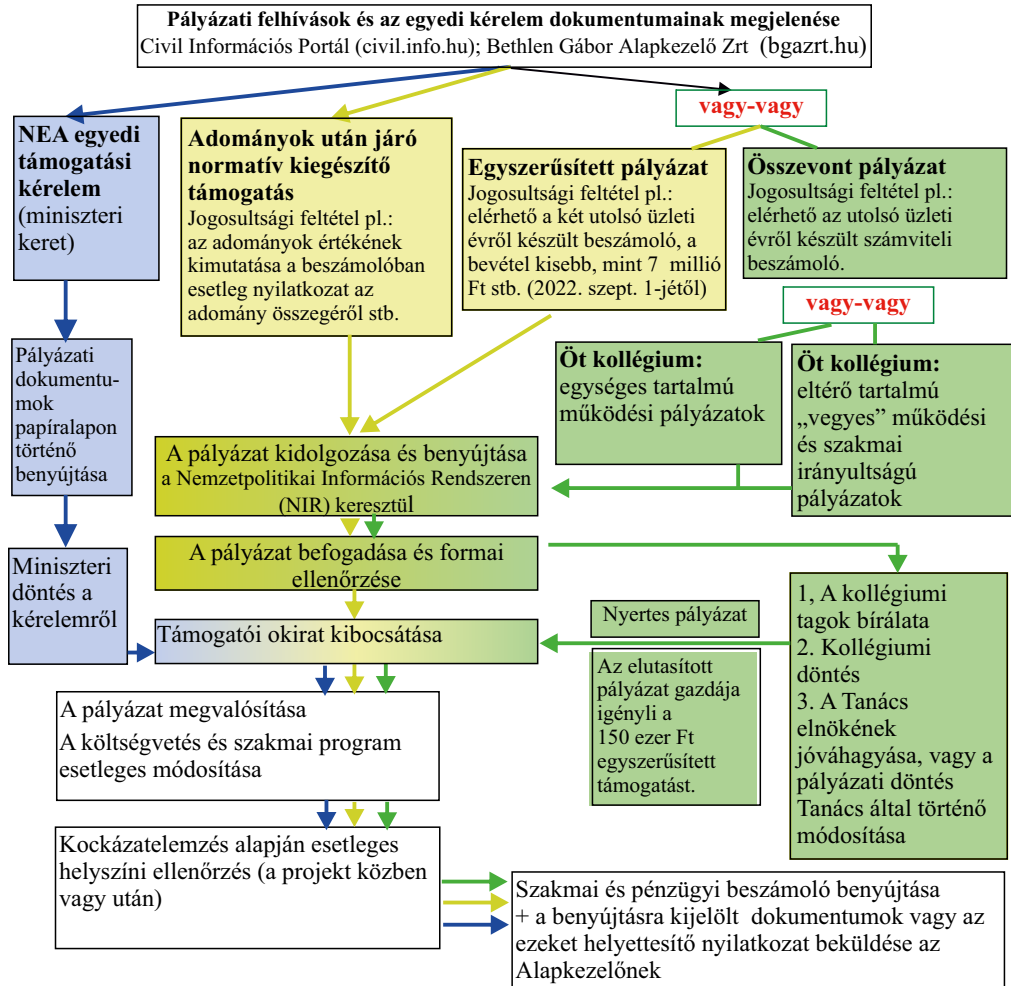 Pályázati felhívások és az egyedi kérelem dokumentumainak megjelenése
Civil Információs Portál (civil.info.hu); Bethlen Gábor Alapkezelő Zrt (bgazrt.hu)
vagy-vagy
NEA egyedi
támogatási
kérelem
(miniszteri
keret)
Adományok után járó
normatív kiegészítő
támogatás
Jogosultsági feltétel pl.:
az adományok értékének
kimutatása a beszámolóban
esetleg nyilatkozat az
adomány összegéről stb.
Egyszerűsített pályázat
Jogosultsági feltétel pl.:
elérhető a két utolsó üzleti
évről készült beszámoló, a
bevétel kisebb, mint 7 millió
Ft stb. (2022. szept. 1-jétől)
Összevont pályázat
Jogosultsági feltétel pl.:
elérhető az utolsó üzleti
évről készült számviteli
beszámoló.
vagy-vagy
Pályázati
dokumentu-
mok
papíralapon
történő
benyújtása
Öt kollégium:
egységes tartalmú
működési pályázatok
Öt kollégium:
eltérő tartalmú
„vegyes” működési
és szakmai
irányultságú
pályázatok
A pályázat kidolgozása és benyújtása
a Nemzetpolitikai Információs Rendszeren
(NIR) keresztül
A pályázat befogadása és formai
ellenőrzése
Miniszteri
döntés a
kérelemről
Támogatói okirat kibocsátása
Nyertes pályázat
Az elutasított
pályázat gazdája
igényli a
150 ezer Ft
egyszerűsített
támogatást.
1, A kollégiumi
tagok bírálata
2. Kollégiumi
döntés
3. A Tanács
elnökének
jóváhagyása, vagy a
pályázati döntés
Tanács által történő
módosítása
A pályázat megvalósítása
A költségvetés és szakmai program
esetleges módosítása
Kockázatelemzés alapján esetleges
helyszíni ellenőrzés (a projekt közben
vagy után)
Szakmai és pénzügyi beszámoló benyújtása
+ a benyújtásra kijelölt dokumentumok vagy az
ezeket helyettesítő nyilatkozat beküldése az
Alapkezelőnek